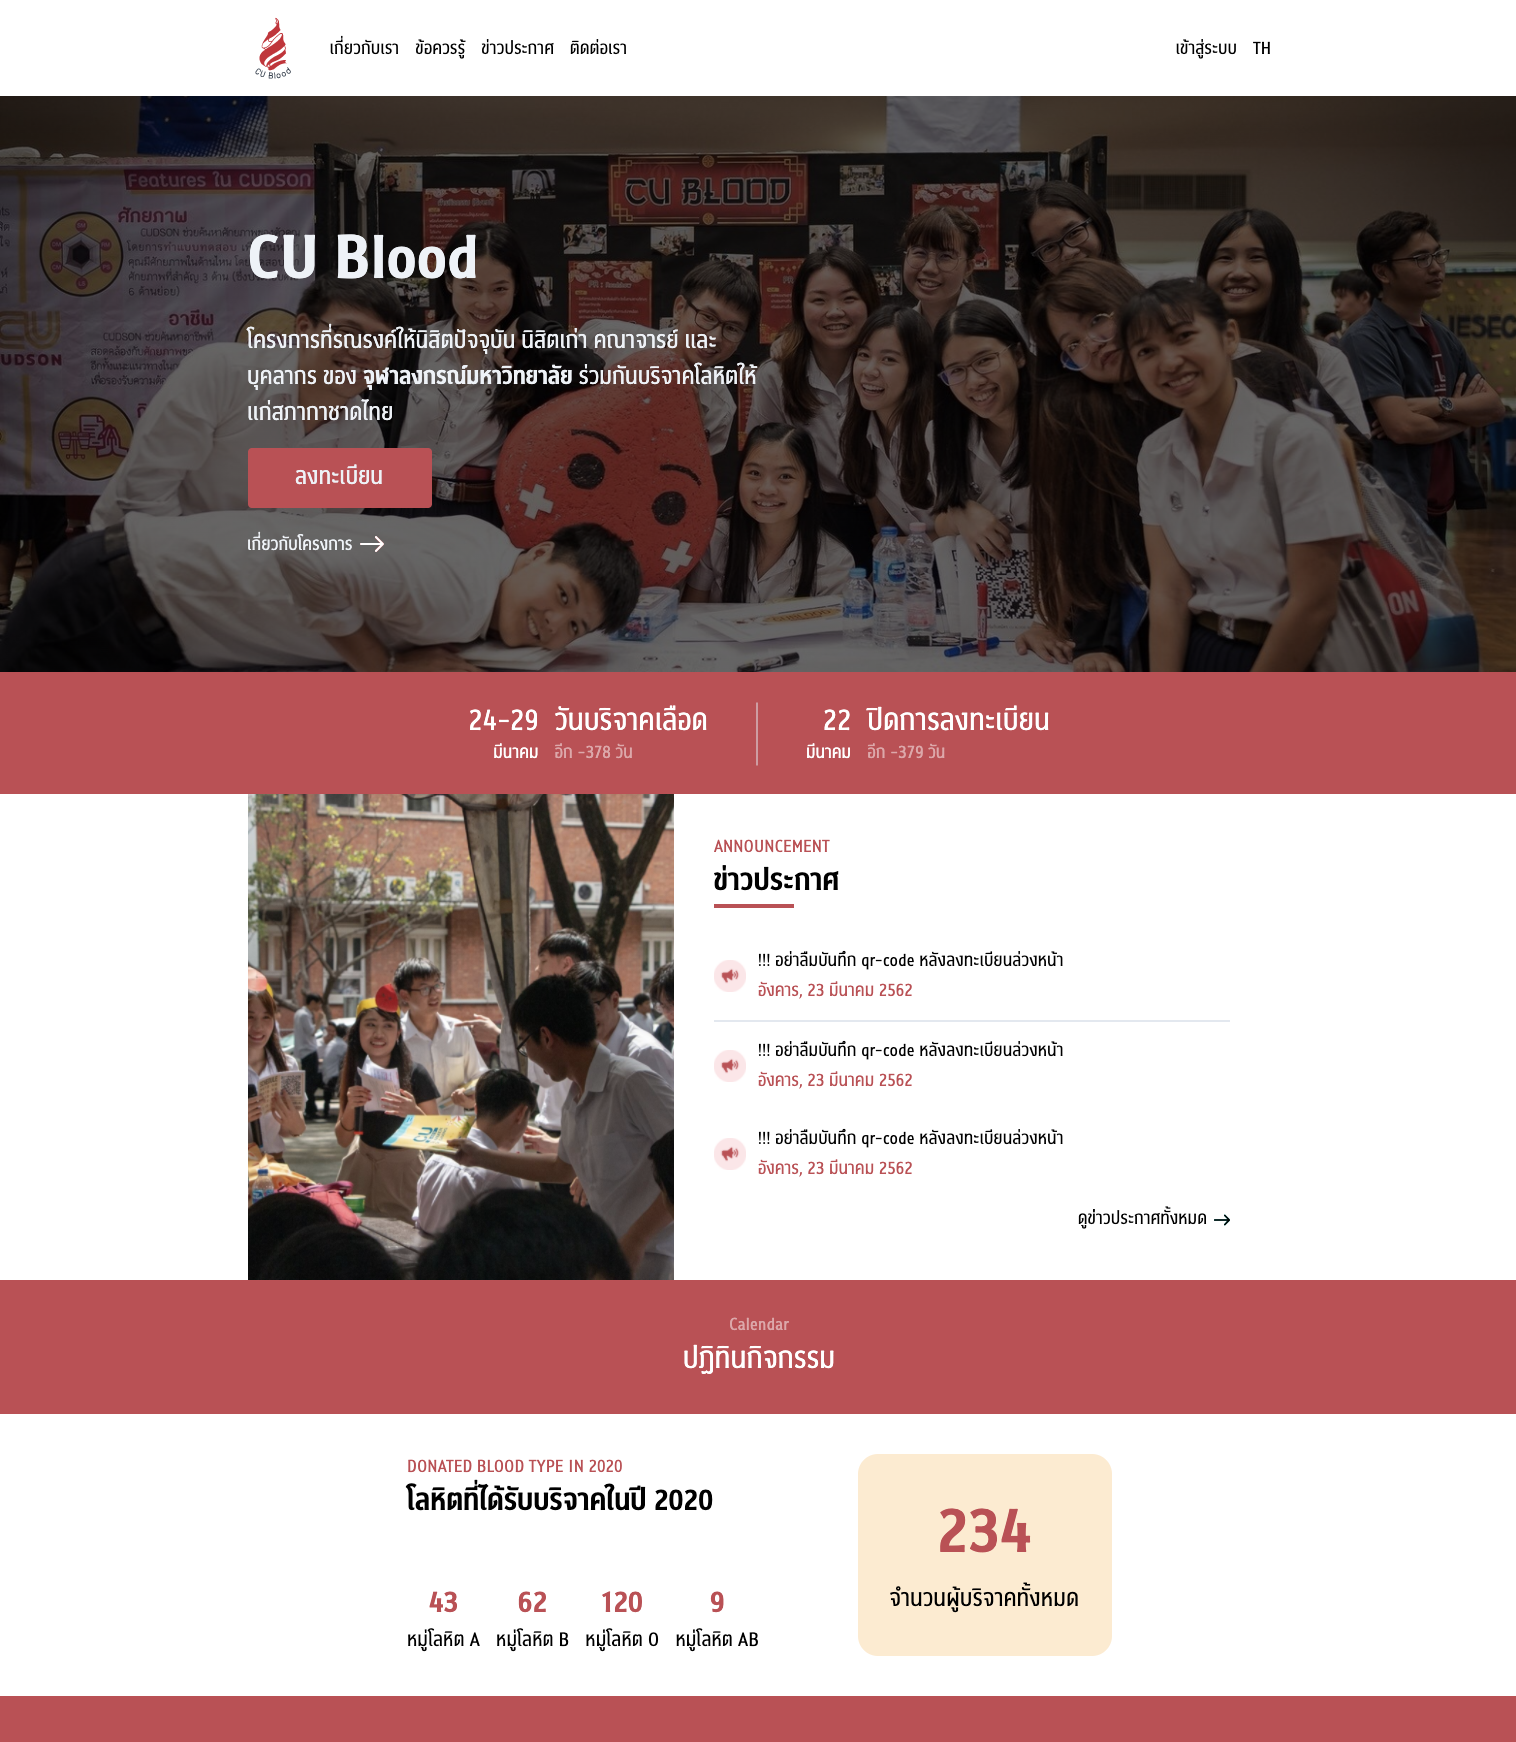 CU Blood
เกี่ยวกับเรา ข้อควรรู้ ข่าวประกาศ ติดต่อเรา
เข้าสู่ระบบ TH
Features ใน CUDSON
ศักยภาพ
CU BLOOD
อาชีพ
CU Blood
โครงการที่รณรงค์ให้นิสิตปัจจุบัน นิสิตเก่า คณาจารย์ และ
บุคลากร ของ จุฬาลงกรณ์มหาวิทยาลัย ร่วมกันบริจาคโลหิตให้
แก่สภากาชาดไทย
ลงทะเบียน
เกี่ยวกับโครงการ
24-29 วันบริจาคเลือด
มีนาคม อีก -378 วัน
22 ปิดการลงทะเบียน
มีนาคม อีก -379 วัน
ANNOUNCEMENT
ข่าวประกาศ
!!! อย่าลืมบันทึก qr-code หลังลงทะเบียนล่วงหน้า
อังคาร, 23 มีนาคม 2562
!!! อย่าลืมบันทึก qr-code หลังลงทะเบียนล่วงหน้า
อังคาร, 23 มีนาคม 2562
!!! อย่าลืมบันทึก qr-code หลังลงทะเบียนล่วงหน้า
อังคาร, 23 มีนาคม 2562
ดูข่าวประกาศทั้งหมด
Calendar
ปฏิทินกิจกรรม
DONATED BLOOD TYPE IN 2020
โลหิตที่ได้รับบริจาคในปี 2020
43 62 120 9
หมู่โลหิต A หมู่โลหิต B หมู่โลหิต O หมู่โลหิต AB
234
จำนวนผู้บริจาคทั้งหมด